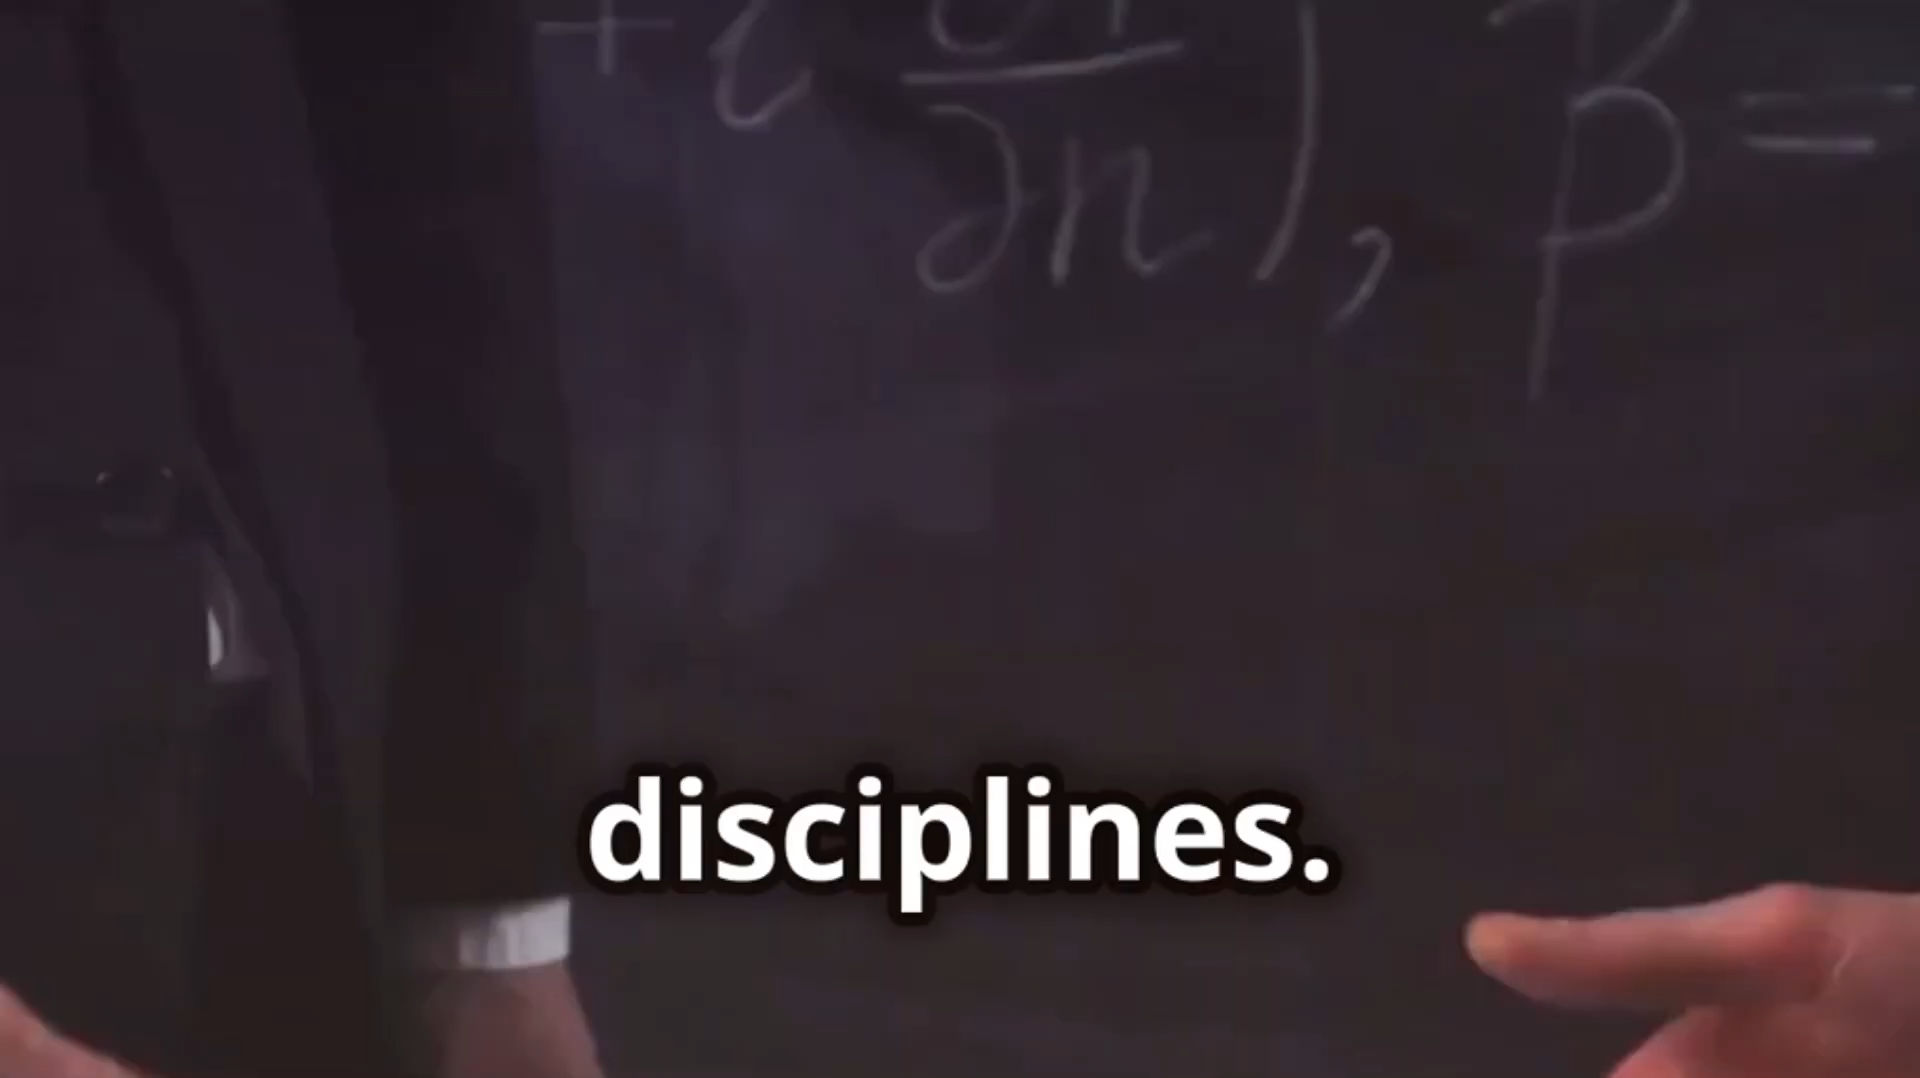 + i ∂n ) , p =
disciplines.